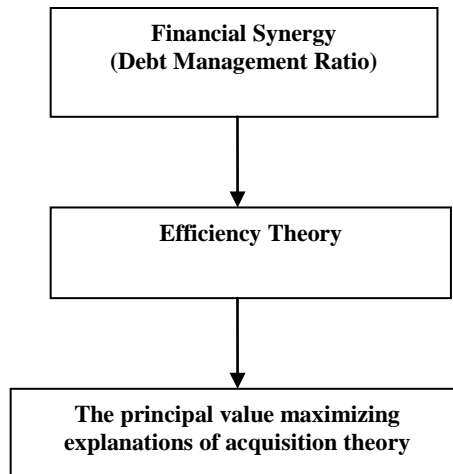 Financial Synergy
(Debt Management Ratio)
Efficiency Theory
The principal value maximizing
explanations of acquisition theory